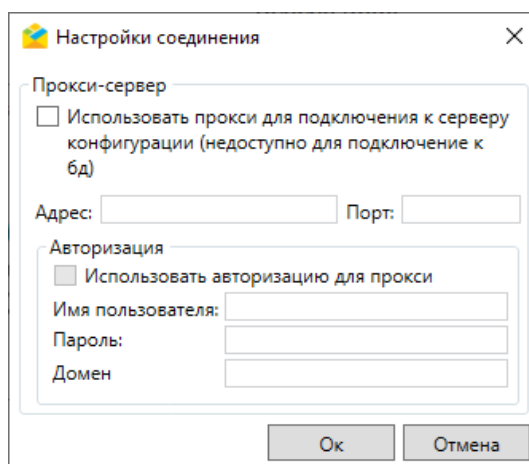 Настройки соединения
Прокси-сервер
Использовать прокси для подключения к серверу
конфигурации (недоступно для подключение к
бд)
Адрес: Порт:
Авторизация
Использовать авторизацию для прокси
Имя пользователя:
Пароль:
Домен
Ок Отмена